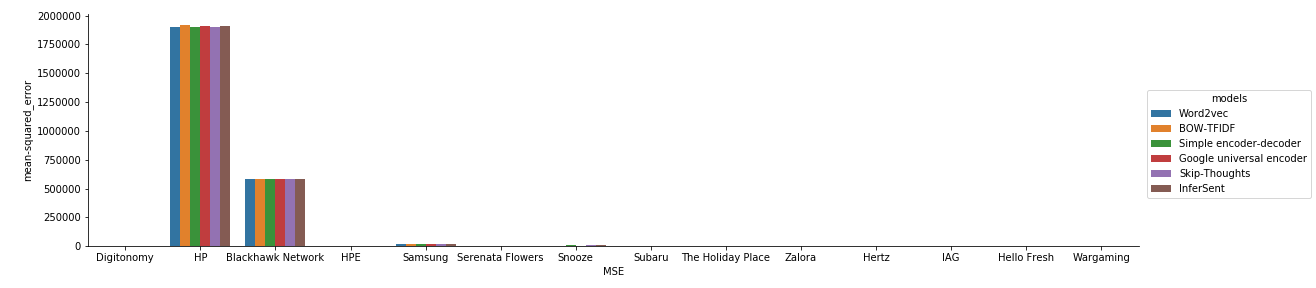 2000000
1750000
1500000
1250000
1000000
750000
500000
250000
0
mean-squared_error
Digitonomy HP Blackhawk Network HPE Samsung Serenata Flowers Snooze Subaru The Holiday Place Zalora Hertz IAG Hello Fresh Wargaming
MSE
models
Word2vec
BOW-TFIDF
Simple encoder-decoder
Google universal encoder
Skip-Thoughts
InferSent